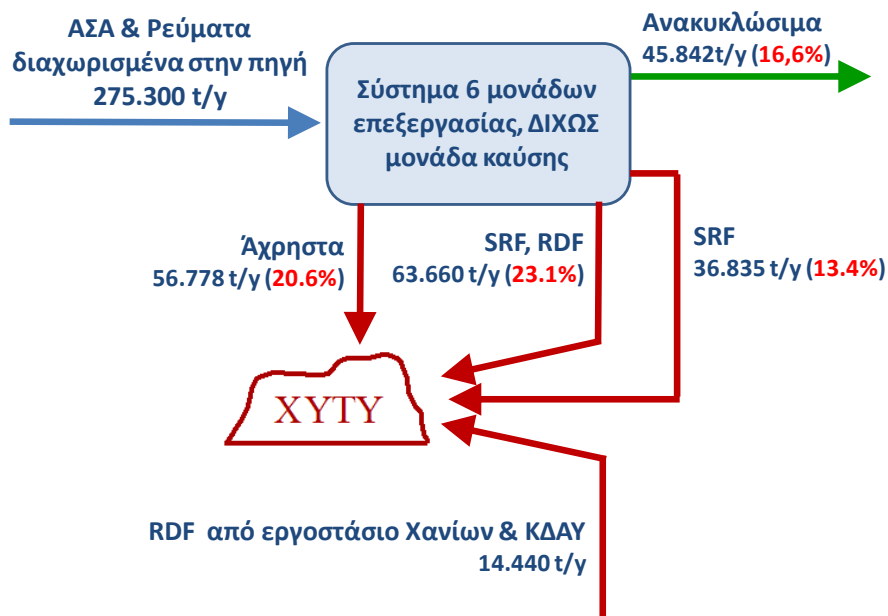 ΑΣΑ & Ρεύματα
διαχωρισμένα στην πηγή
275.300 t/y
Σύστημα 6 μονάδων
επεξεργασίας, ΔΙΧΩΣ
μονάδα καύσης
Ανακυκλώσιμα
45.842t/y (16,6%)
Άχρηστα
56.778 t/y (20.6%)
SRF, RDF
63.660 t/y (23.1%)
SRF
36.835 t/y (13.4%)
ΧΥΤΥ
RDF από εργοστάσιο Χανίων & ΚΔΑΥ
14.440 t/y